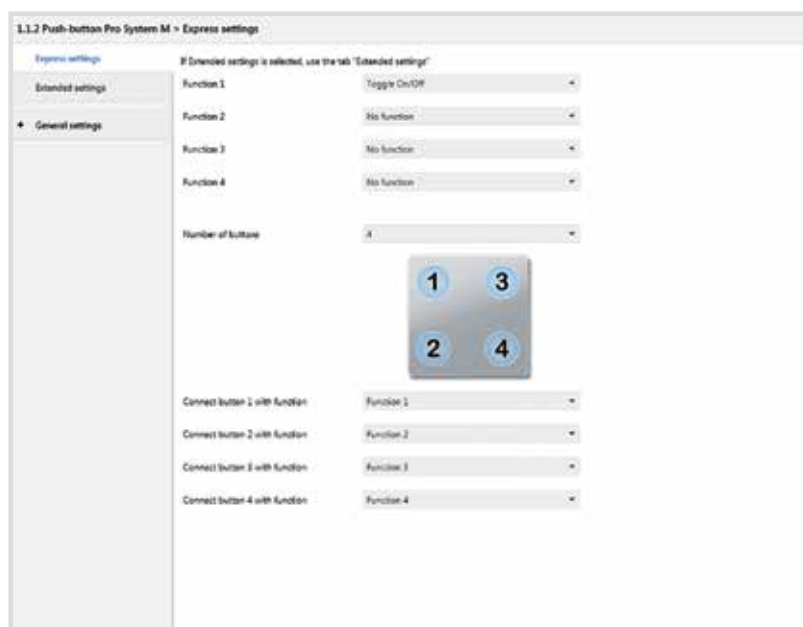 1.1.2 Push-button Pro System M > Express settings
Express settings
If Extended settings is selected, use the tab "Extended settings"
Extended settings
+ General settings
Function 1 Toggle On/Off
Function 2 No function
Function 3 No function
Function 4 No function
Number of buttons 4
1 3
2 4
Connect button 1 with function Function 1
Connect button 2 with function Function 2
Connect button 3 with function Function 3
Connect button 4 with function Function 4